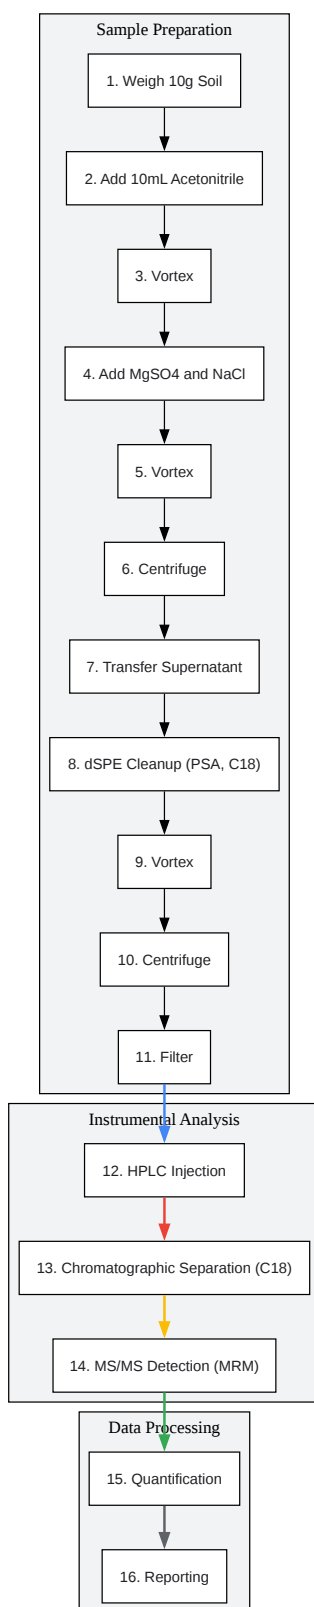 Sample Preparation
1. Weigh 10g Soil
2. Add 10mL Acetonitrile
3. Vortex
4. Add MgSO4 and NaCl
5. Vortex
6. Centrifuge
7. Transfer Supernatant
8. dSPE Cleanup (PSA, C18)
9. Vortex
10. Centrifuge
11. Filter
Instrumental Analysis
12. HPLC Injection
13. Chromatographic Separation (C18)
14. MS/MS Detection (MRM)
Data Processing
15. Quantification
16. Reporting